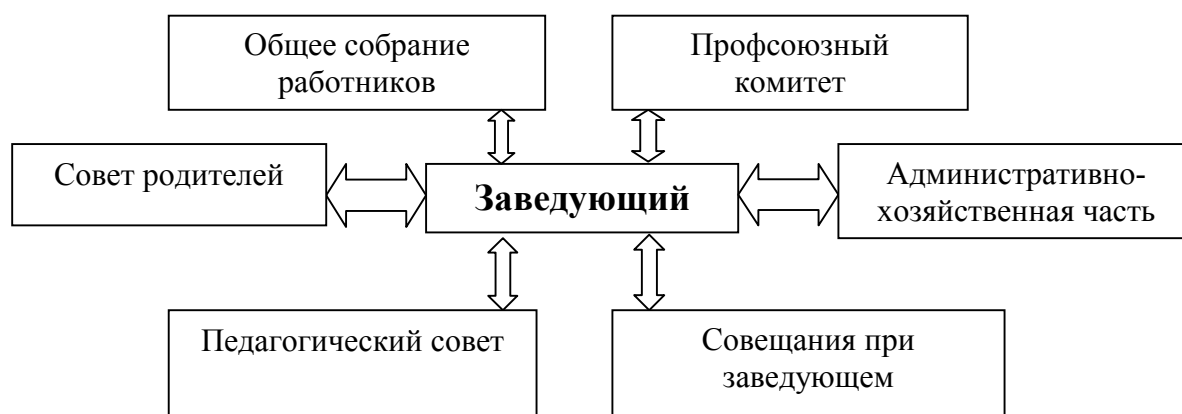 Общее собрание
работников
Профсоюзный
комитет
Совет родителей
Заведующий
Административно-
хозяйственная часть
Педагогический совет
Совещания при
заведующем